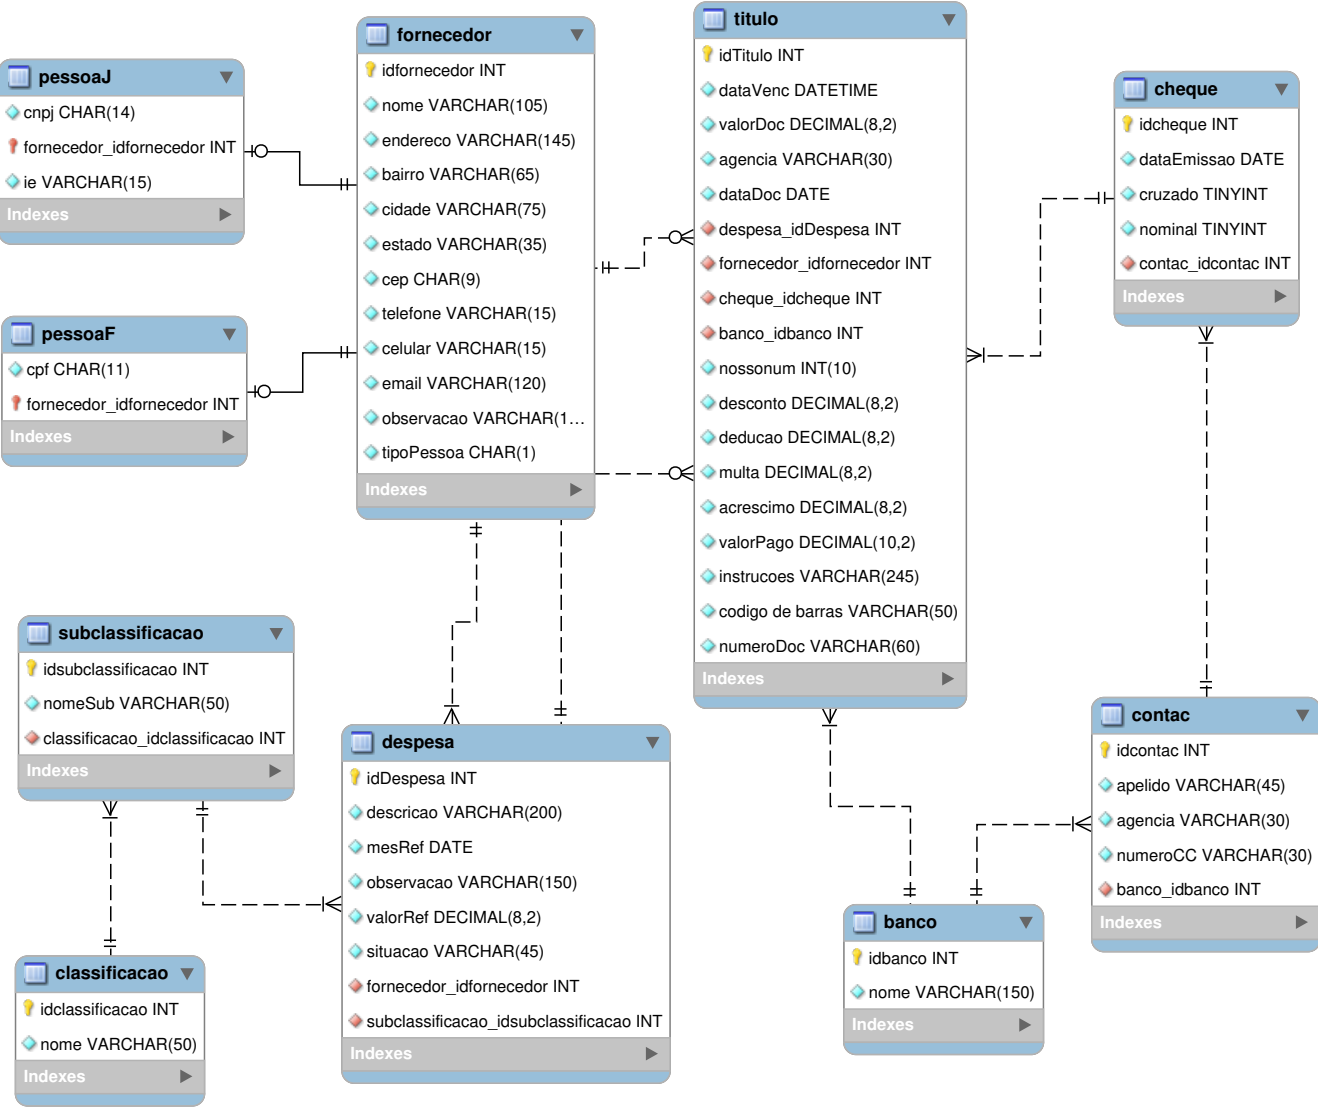 pessoaJ
cnpj CHAR(14)
fornecedor_idfornecedor INT
ie VARCHAR(15)
Indexes
pessoaF
cpf CHAR(11)
fornecedor_idfornecedor INT
Indexes
fornecedor
idfornecedor INT
nome VARCHAR(105)
endereco VARCHAR(145)
bairro VARCHAR(65)
cidade VARCHAR(75)
estado VARCHAR(35)
cep CHAR(9)
telefone VARCHAR(15)
celular VARCHAR(15)
email VARCHAR(120)
observacao VARCHAR(1...
tipoPessoa CHAR(1)
Indexes
titulo
idTitulo INT
dataVenc DATETIME
valorDoc DECIMAL(8,2)
agencia VARCHAR(30)
dataDoc DATE
despesa_idDespesa INT
fornecedor_idfornecedor INT
cheque_idcheque INT
banco_idbanco INT
nossonum INT(10)
desconto DECIMAL(8,2)
deducao DECIMAL(8,2)
multa DECIMAL(8,2)
acrescimo DECIMAL(8,2)
valorPago DECIMAL(10,2)
instrucoes VARCHAR(245)
codigo de barras VARCHAR(50)
numeroDoc VARCHAR(60)
Indexes
cheque
idcheque INT
dataEmissao DATE
cruzado TINYINT
nominal TINYINT
contac_idcontac INT
Indexes
subclassificacao
idsubclassificacao INT
nomeSub VARCHAR(50)
classificacao_idclassificacao INT
Indexes
classificacao
idclassificacao INT
nome VARCHAR(50)
Indexes
despesa
idDespesa INT
descricao VARCHAR(200)
mesRef DATE
observacao VARCHAR(150)
valorRef DECIMAL(8,2)
situacao VARCHAR(45)
fornecedor_idfornecedor INT
subclassificacao_idsubclassificacao INT
Indexes
banco
idbanco INT
nome VARCHAR(150)
Indexes
contac
idcontac INT
apelido VARCHAR(45)
agencia VARCHAR(30)
numeroCC VARCHAR(30)
banco_idbanco INT
Indexes